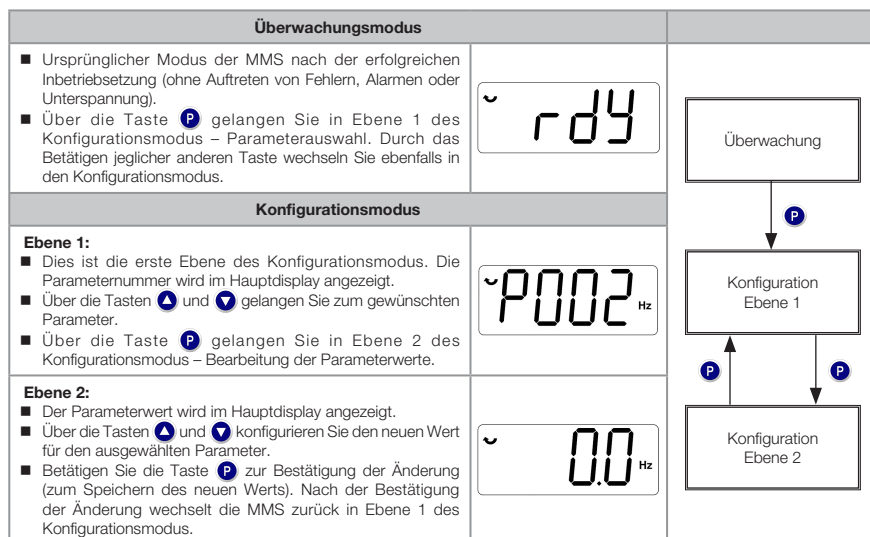 Überwachungsmodus
■ Ursprünglicher Modus der MMS nach der erfolgreichen
Inbetriebsetzung (ohne Auftreten von Fehlern, Alarmen oder
Unterspannung).
■ Über die Taste P gelangen Sie in Ebene 1 des
Konfigurationsmodus – Parameterauswahl. Durch das
Betätigen jeglicher anderen Taste wechseln Sie ebenfalls in
den Konfigurationsmodus.
rdy
Konfigurationsmodus
Ebene 1:
■ Dies ist die erste Ebene des Konfigurationsmodus. Die
Parameternummer wird im Hauptdisplay angezeigt.
■ Über die Tasten und gelangen Sie zum gewünschten
Parameter.
■ Über die Taste P gelangen Sie in Ebene 2 des
Konfigurationsmodus – Bearbeitung der Parameterwerte.
P002 Hz
Ebene 2:
■ Der Parameterwert wird im Hauptdisplay angezeigt.
■ Über die Tasten und konfigurieren Sie den neuen Wert
für den ausgewählten Parameter.
■ Betätigen Sie die Taste P zur Bestätigung der Änderung
(zum Speichern des neuen Werts). Nach der Bestätigung
der Änderung wechselt die MMS zurück in Ebene 1 des
Konfigurationsmodus.
0.0 Hz
Überwachung
P
Konfiguration
Ebene 1
P
P
Konfiguration
Ebene 2